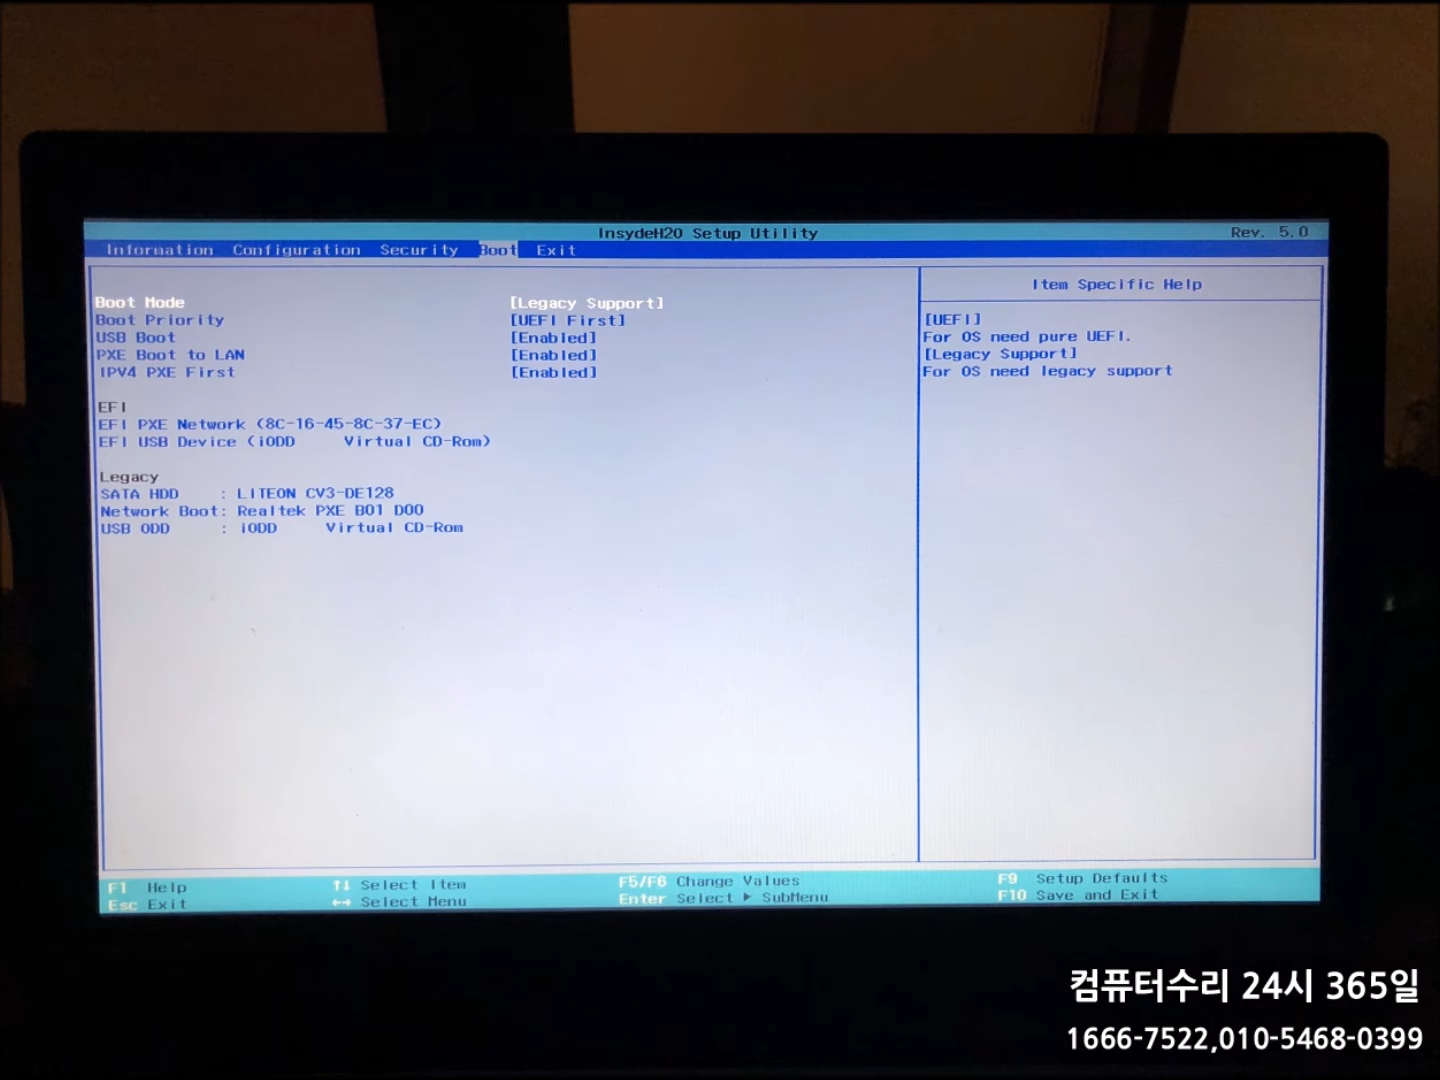 InsydeH20 Setup Utility Rev. 5.0
Information Configuration Security Boot Exit
Boot Mode [Legacy Support]
Boot Priority [UEFI First]
USB Boot [Enabled]
PXE Boot to LAN [Enabled]
IPV4 PXE First [Enabled]
EFI
EFI PXE Network (8C-16-45-8C-37-EC)
EFI USB Device (iODD Virtual CD-Rom)
Legacy
SATA HDD : LITEON CV3-DE128
Network Boot: Realtek PXE B01 D00
USB ODD : iODD Virtual CD-Rom
Item Specific Help
[UEFI]
For OS need pure UEFI.
[Legacy Support]
For OS need legacy support
F1 Help ↑↓ Select Item F5/F6 Change Values F9 Setup Defaults
Esc Exit ↔ Select Menu Enter Select ▶ SubMenu F10 Save and Exit
컴퓨터수리 24시 365일
1666-7522,010-5468-0399